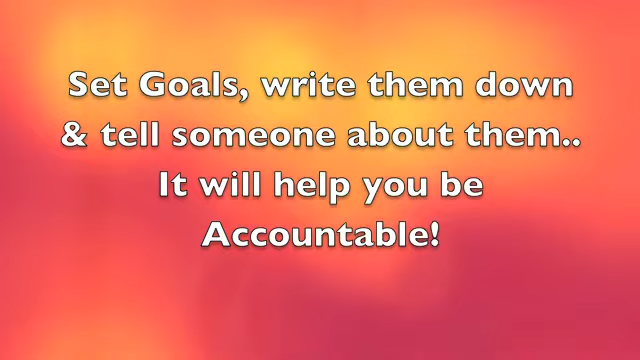 Set Goals, write them down
& tell someone about them..
It will help you be
Accountable!